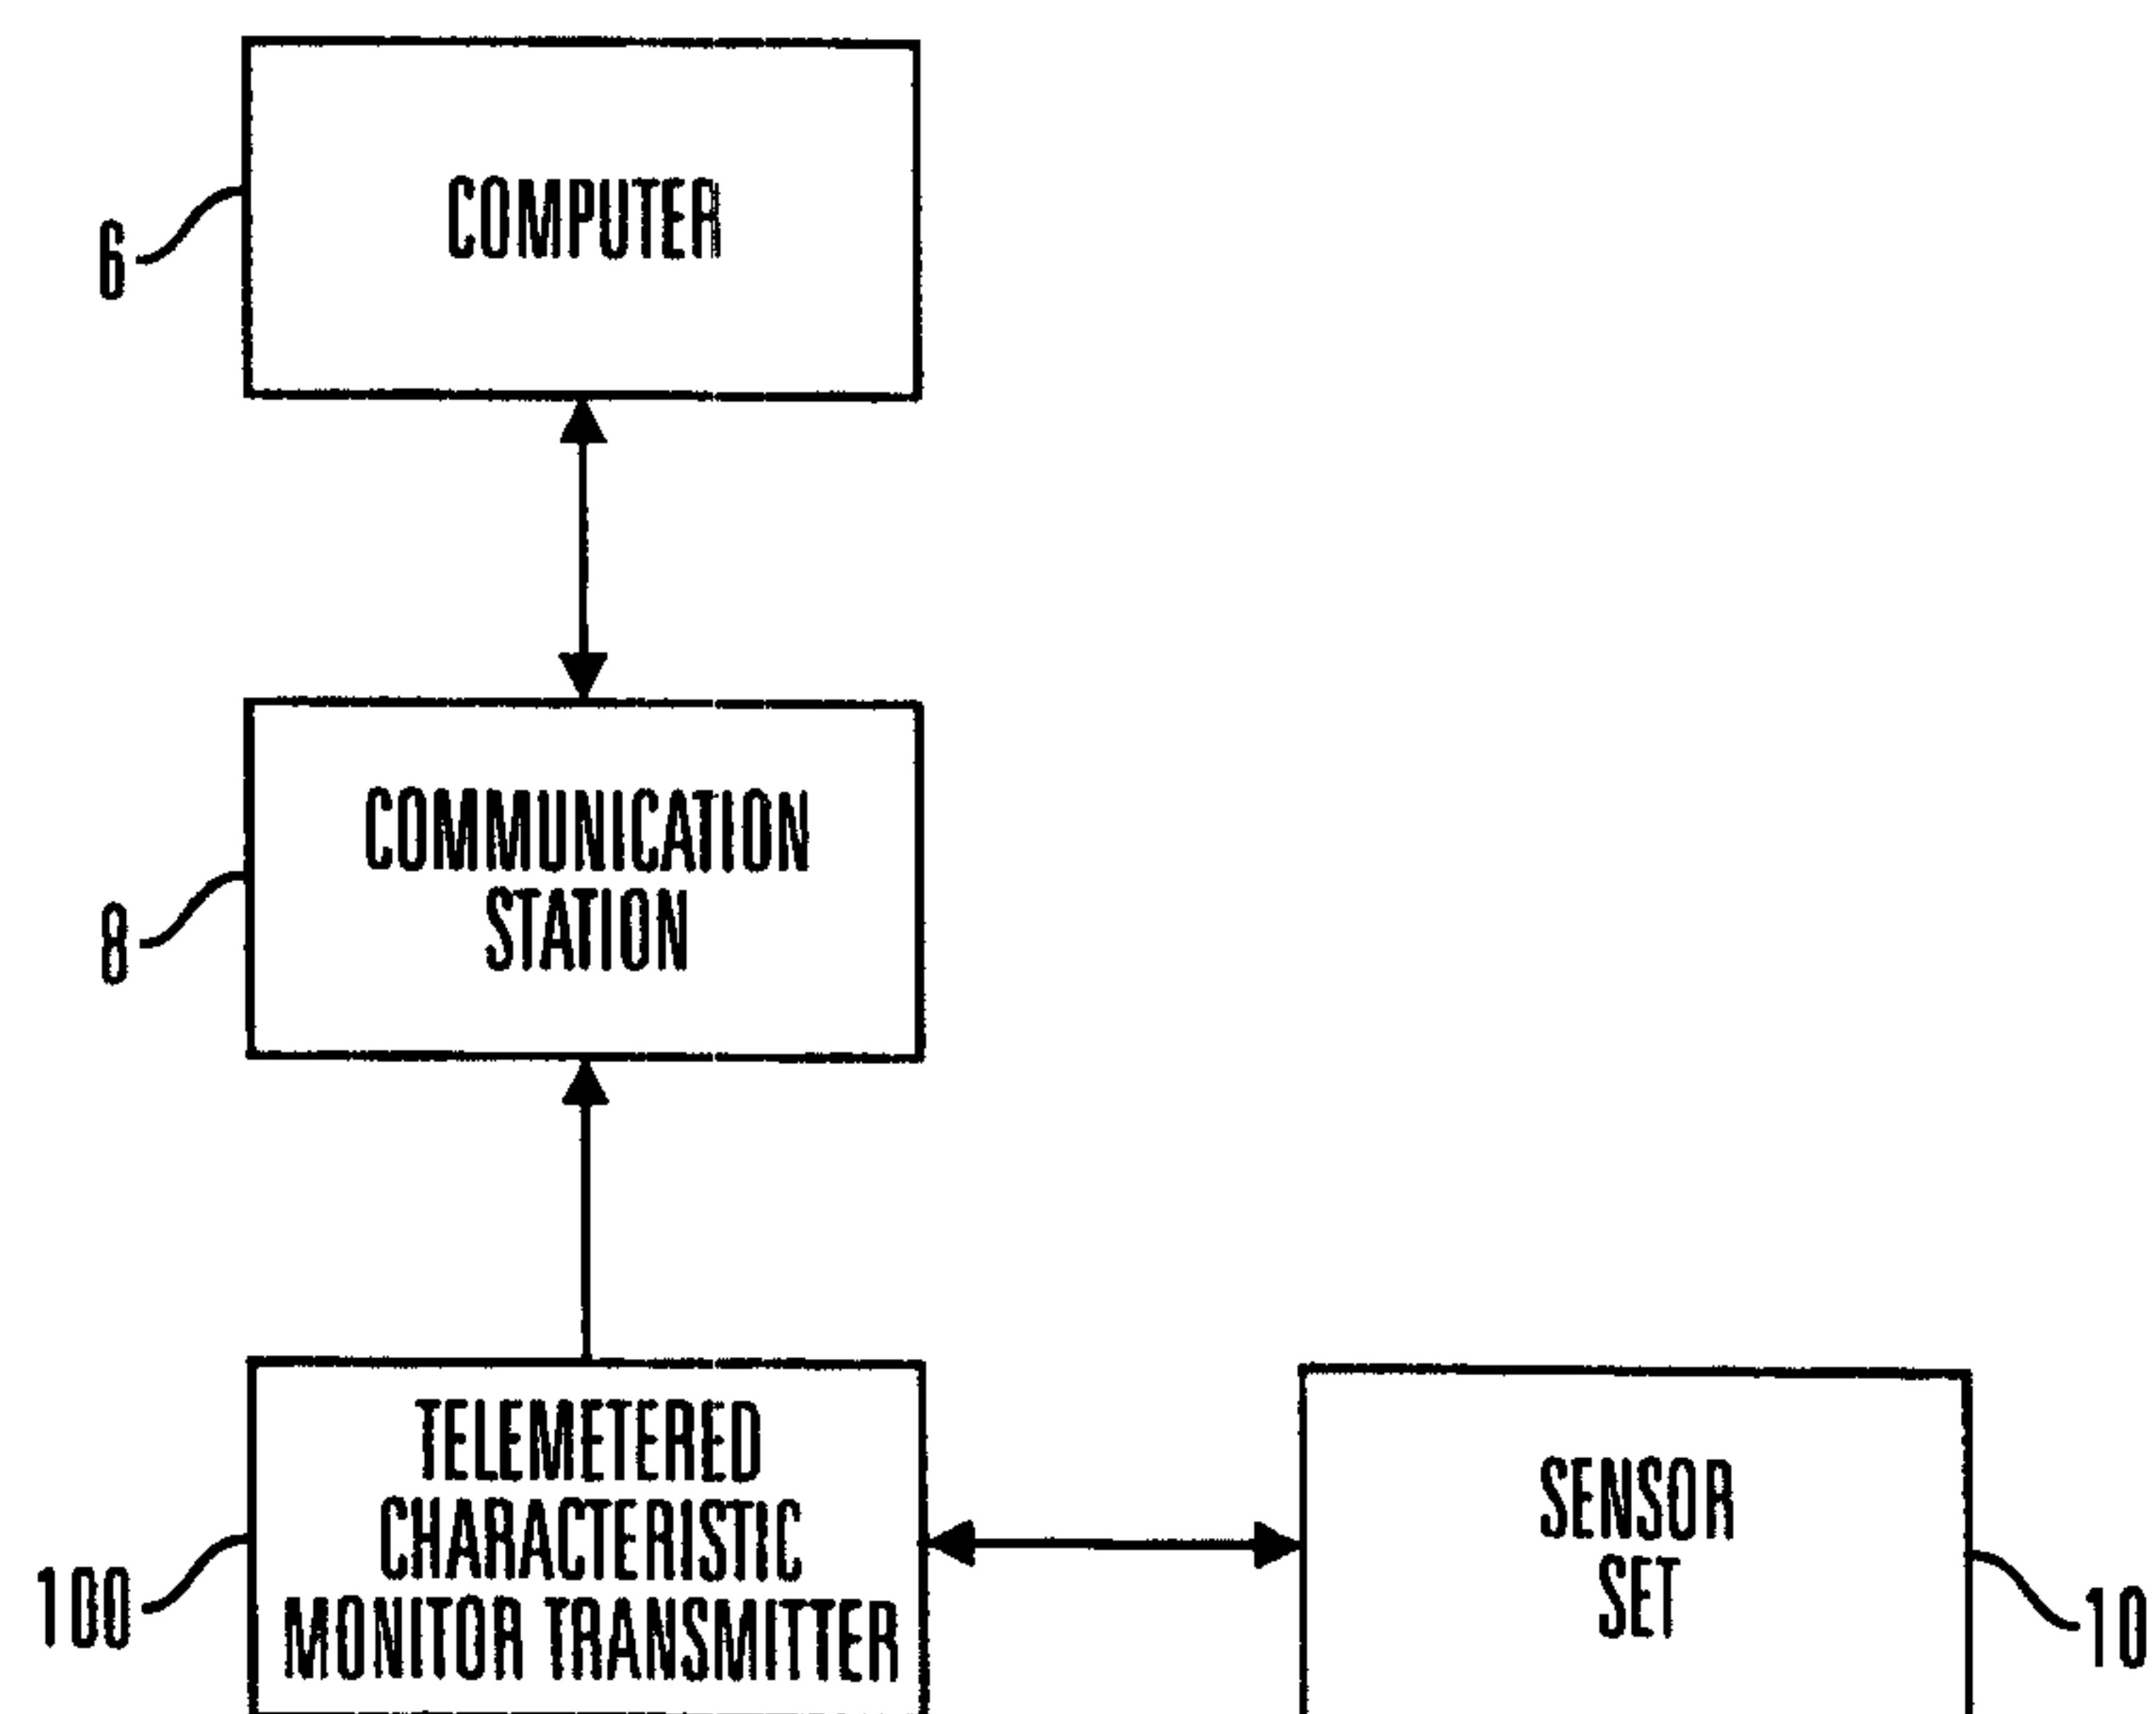 COMPUTER
6
COMMUNICATION
STATION
8
TELEMETERED
CHARACTERISTIC
MONITOR TRANSMITTER
100
SENSOR
SET
10